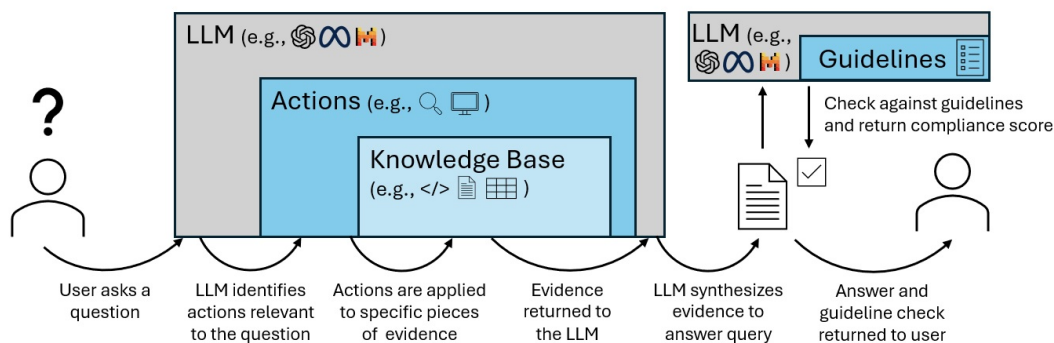 ?
LLM (e.g., )
Actions (e.g., )
Knowledge Base
(e.g., </> )
LLM (e.g.,
)
Guidelines
Check against guidelines
and return compliance score
User asks a
question
LLM identifies
actions relevant
to the question
Actions are applied
to specific pieces
of evidence
Evidence
returned to
the LLM
LLM synthesizes
evidence to
answer query
Answer and
guideline check
returned to user